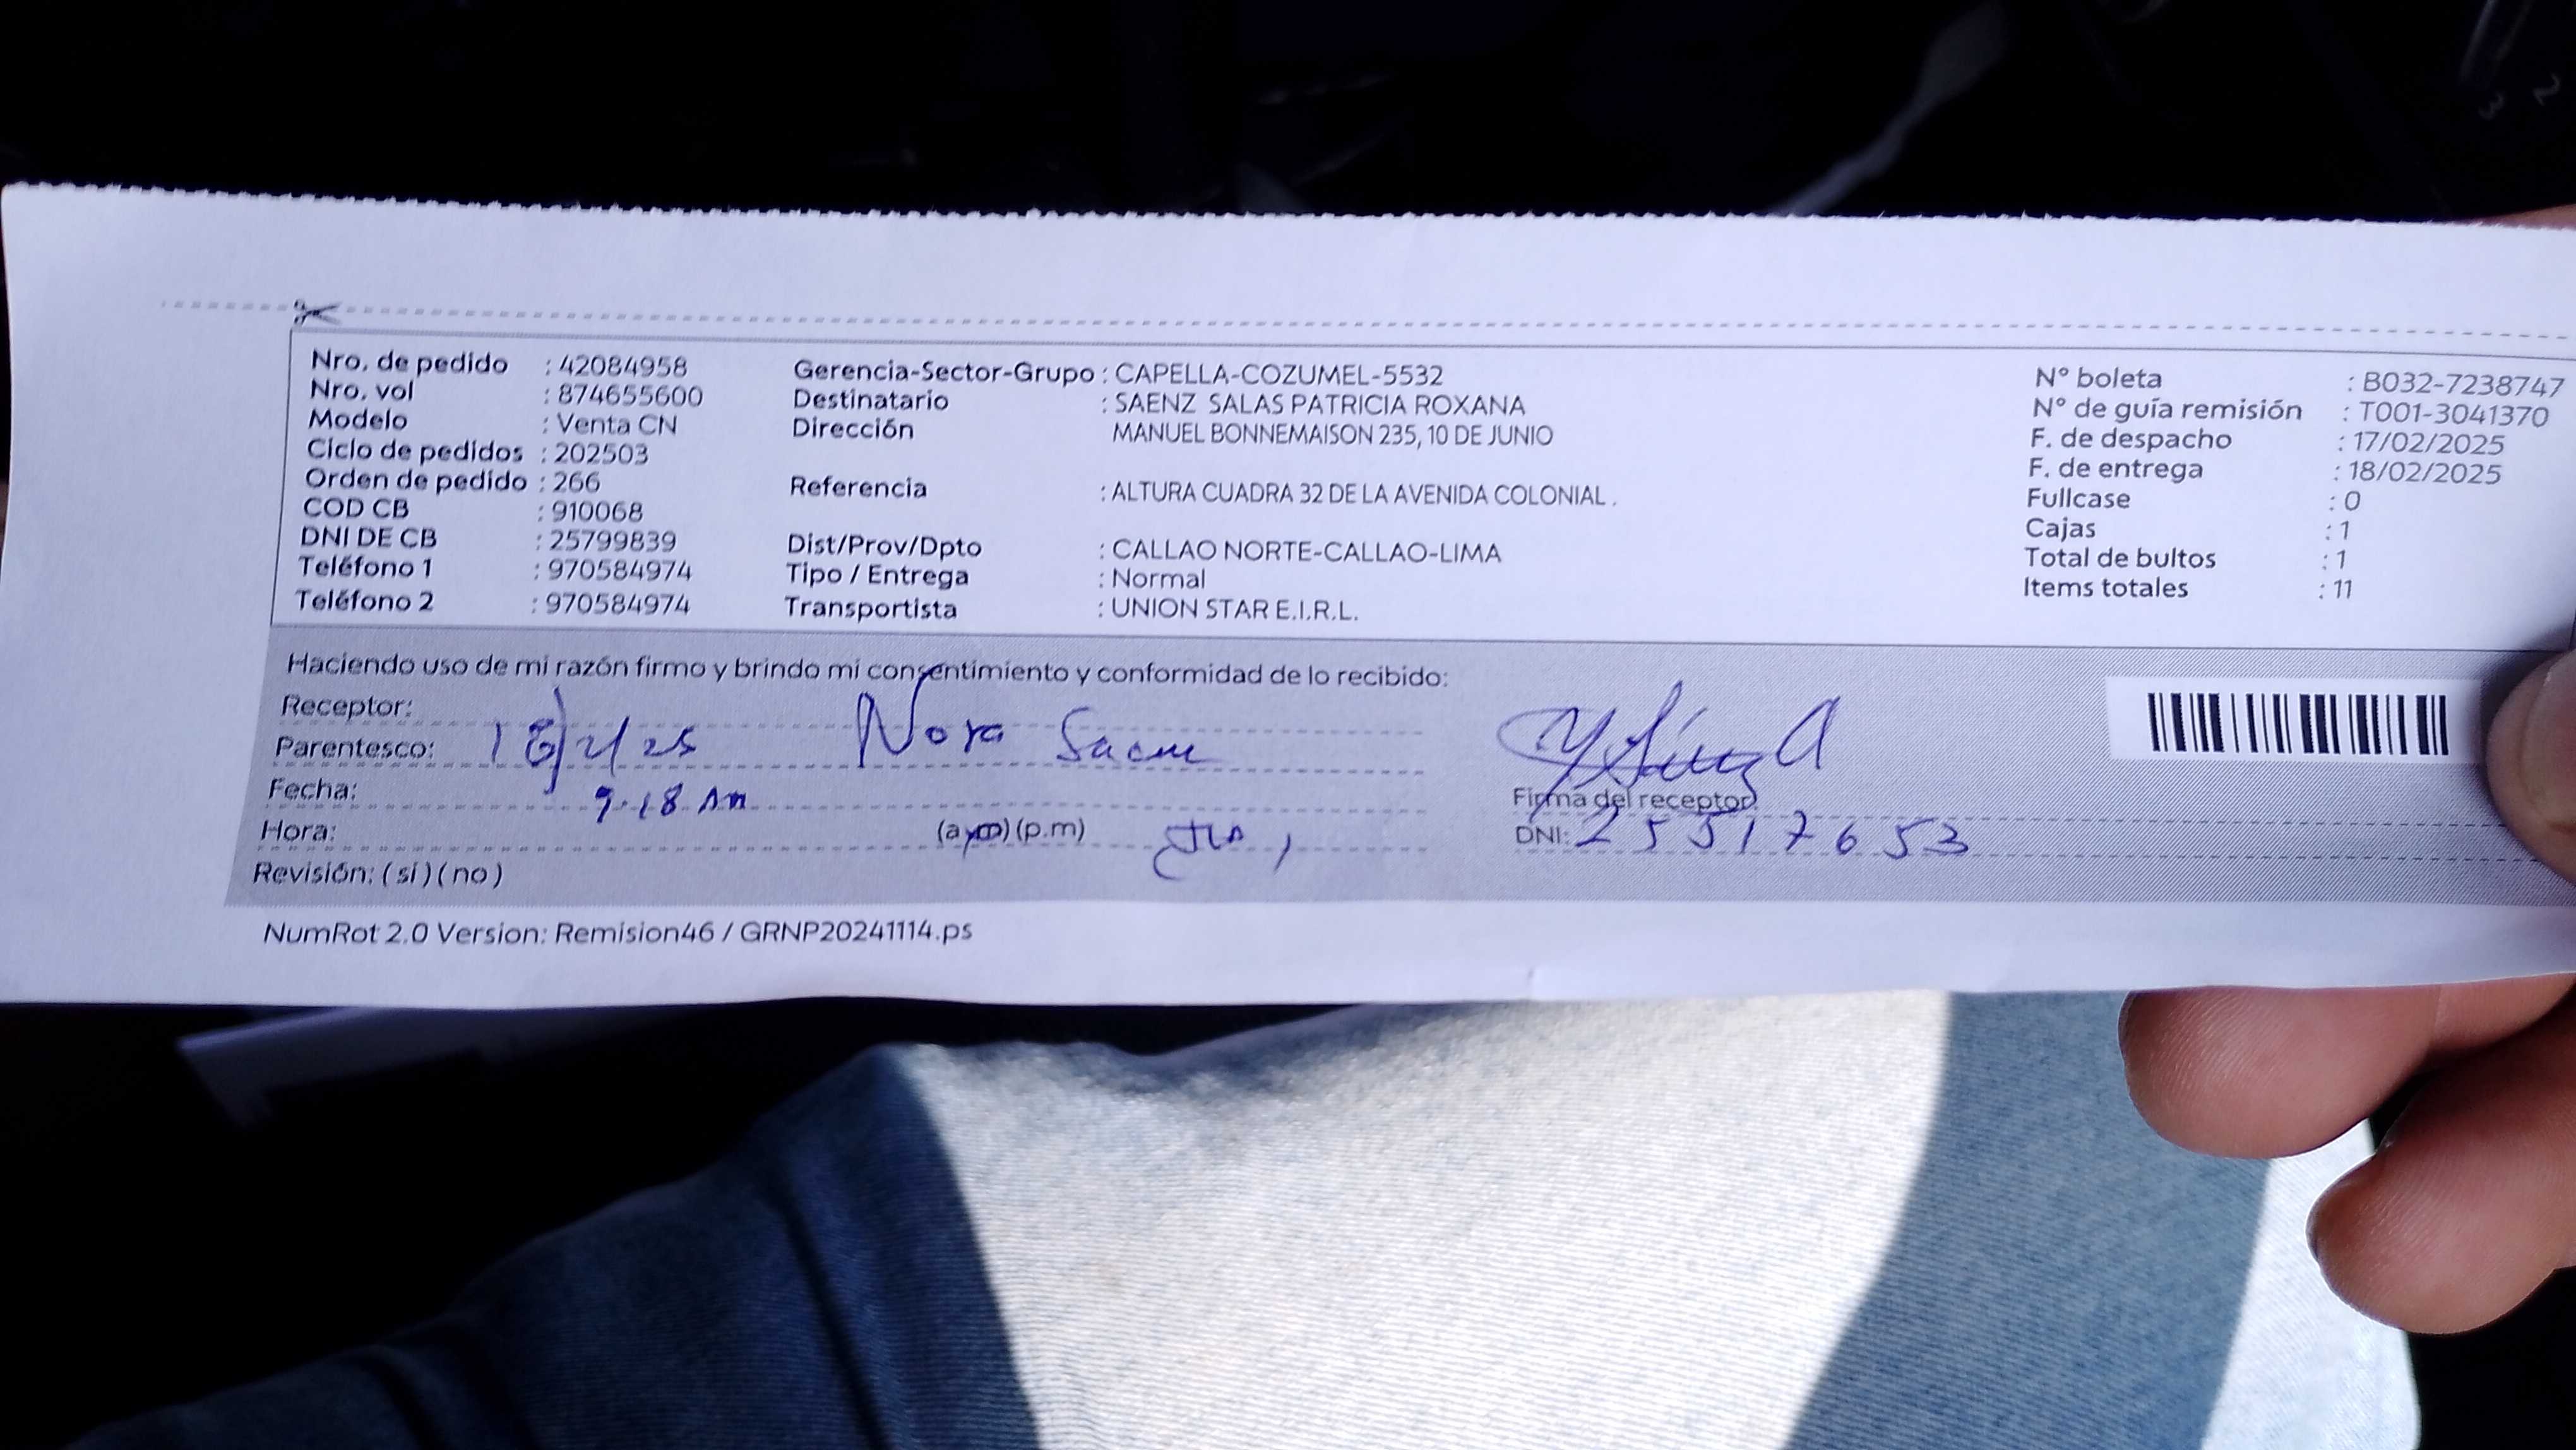 Nro. de pedido : 42084958
Nro. vol : 874655600
Modelo : Venta CN
Ciclo de pedidos : 202503
Orden de pedido : 266
COD CB : 910068
DNI DE CB : 25799839
Teléfono 1 : 970584974
Teléfono 2 : 970584974
Gerencia-Sector-Grupo : CAPELLA-COZUMEL-5532
Destinatario : SAENZ SALAS PATRICIA ROXANA
Dirección MANUEL BONNEMAISON 235, 10 DE JUNIO
Referencia : ALTURA CUADRA 32 DE LA AVENIDA COLONIAL .
Dist/Prov/Dpto : CALLAO NORTE-CALLAO-LIMA
Tipo / Entrega : Normal
Transportista : UNION STAR E.I.R.L.
N° boleta : B032-7238747
N° de guía remisión : T001-3041370
F. de despacho : 17/02/2025
F. de entrega : 18/02/2025
Fullcase : 0
Cajas : 1
Total de bultos : 1
Items totales : 11
Haciendo uso de mi razón firmo y brindo mi consentimiento y conformidad de lo recibido:
Receptor:
Parentesco: 18/2/25 Nora
Fecha: 9.18 Am
Firma del receptor
Hora: (a.m) (p.m)
DNI: 25517653
Revisión: ( si ) ( no )
NumRot 2.0 Version: Remision46 / GRNP20241114.ps